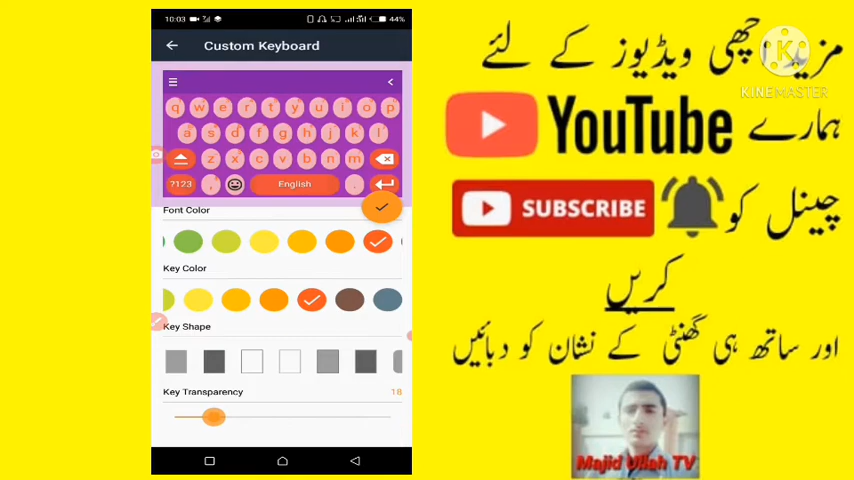 10:03
44%
Custom Keyboard
q w e r t y u i o p
a s d f g h j k l
z x c v b n m
?123 , English .
Font Color
Key Color
Key Shape
Key Transparency 18
مزید اچھی ویڈیوز کے لئے
KINEMASTER
ہمارے YouTube
چینل کو SUBSCRIBE
کریں
اور ساتھ ہی گھنٹی کے نشان کو دبائیں
Majid Ullah TV